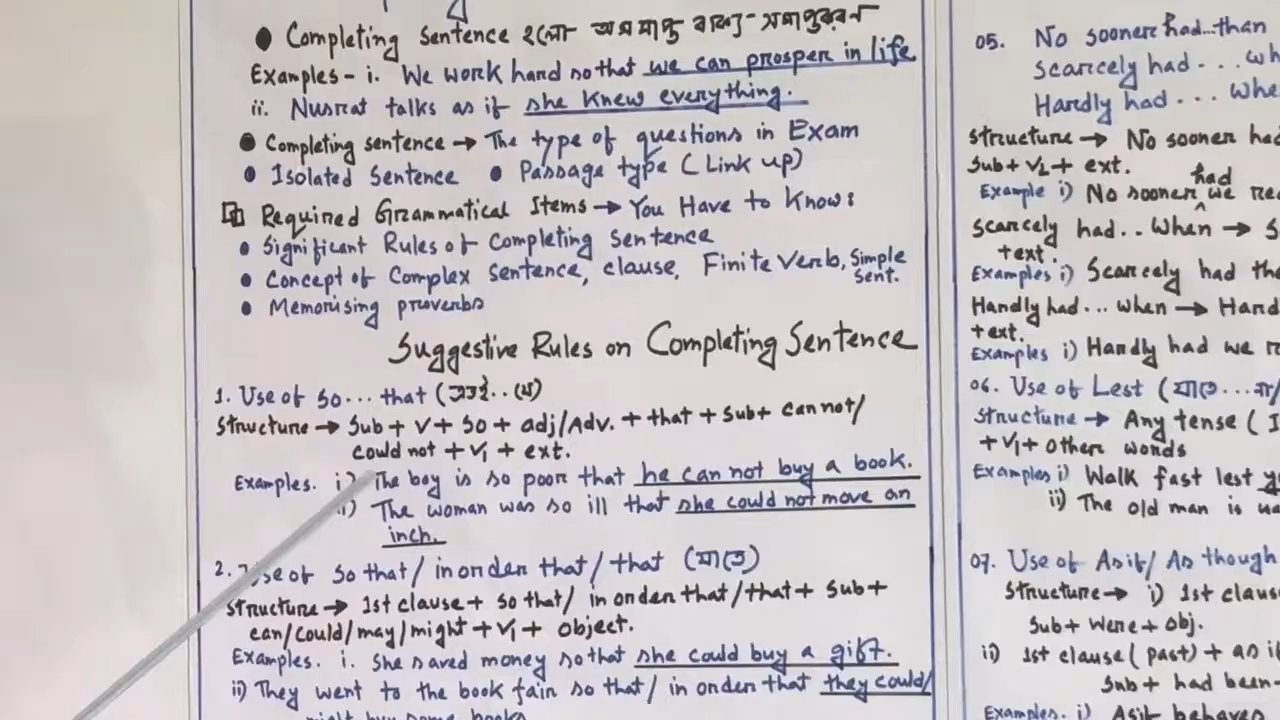 ● Completing Sentence হলো অসমাপ্ত বাক্য সমাপ্তকরন
Examples - i. We work hard so that we can prosper in life
ii. Nusrat talks as if she knew everything.
● Completing sentence → The type of questions in Exam
● Isolated Sentence ● Passage type ( Link up)
Required Grammatical Items → You Have to Know:
● Significant Rules of Completing Sentence
● Concept of Complex Sentence, clause, Finite Verb, Simple Sent.
● Memorising proverbs
Suggestive Rules on Completing Sentence
1. Use of so... that (এতই.. যে)
Structure → Sub + V + so + adj/Adv. + that + Sub + can not/
could not + V1 + ext.
Examples. i) The boy is so poor that he can not buy a book.
ii) The woman was so ill that she could not move an
inch.
2. Use of So that / in order that / that (যাতে)
Structure → 1st clause + so that / in order that / that + Sub +
can/could/may/might + V1 + object.
Examples. i. She saved money so that she could buy a gift.
ii) They went to the book fair so that / in order that they could/
might buy some books
05. No sooner had...than
Scarcely had . . .
Hardly had . . .
Structure → No sooner had
Sub + V2 + ext.
Example i) No sooner had we
Scarcely had.. When →
+ ext.
Examples i) Scarcely had
Hardly had... when →
+ ext.
Examples i) Hardly had we
06. Use of Lest (যাতে...
Structure → Any tense (
+ V1 + Other words
Examples i) Walk fast lest
ii) The old man is
07. Use of As if / As though
Structure → i) 1st
Sub + were + obj.
ii) 1st clause (past) + as
Sub + had been
Examples. i) behaves